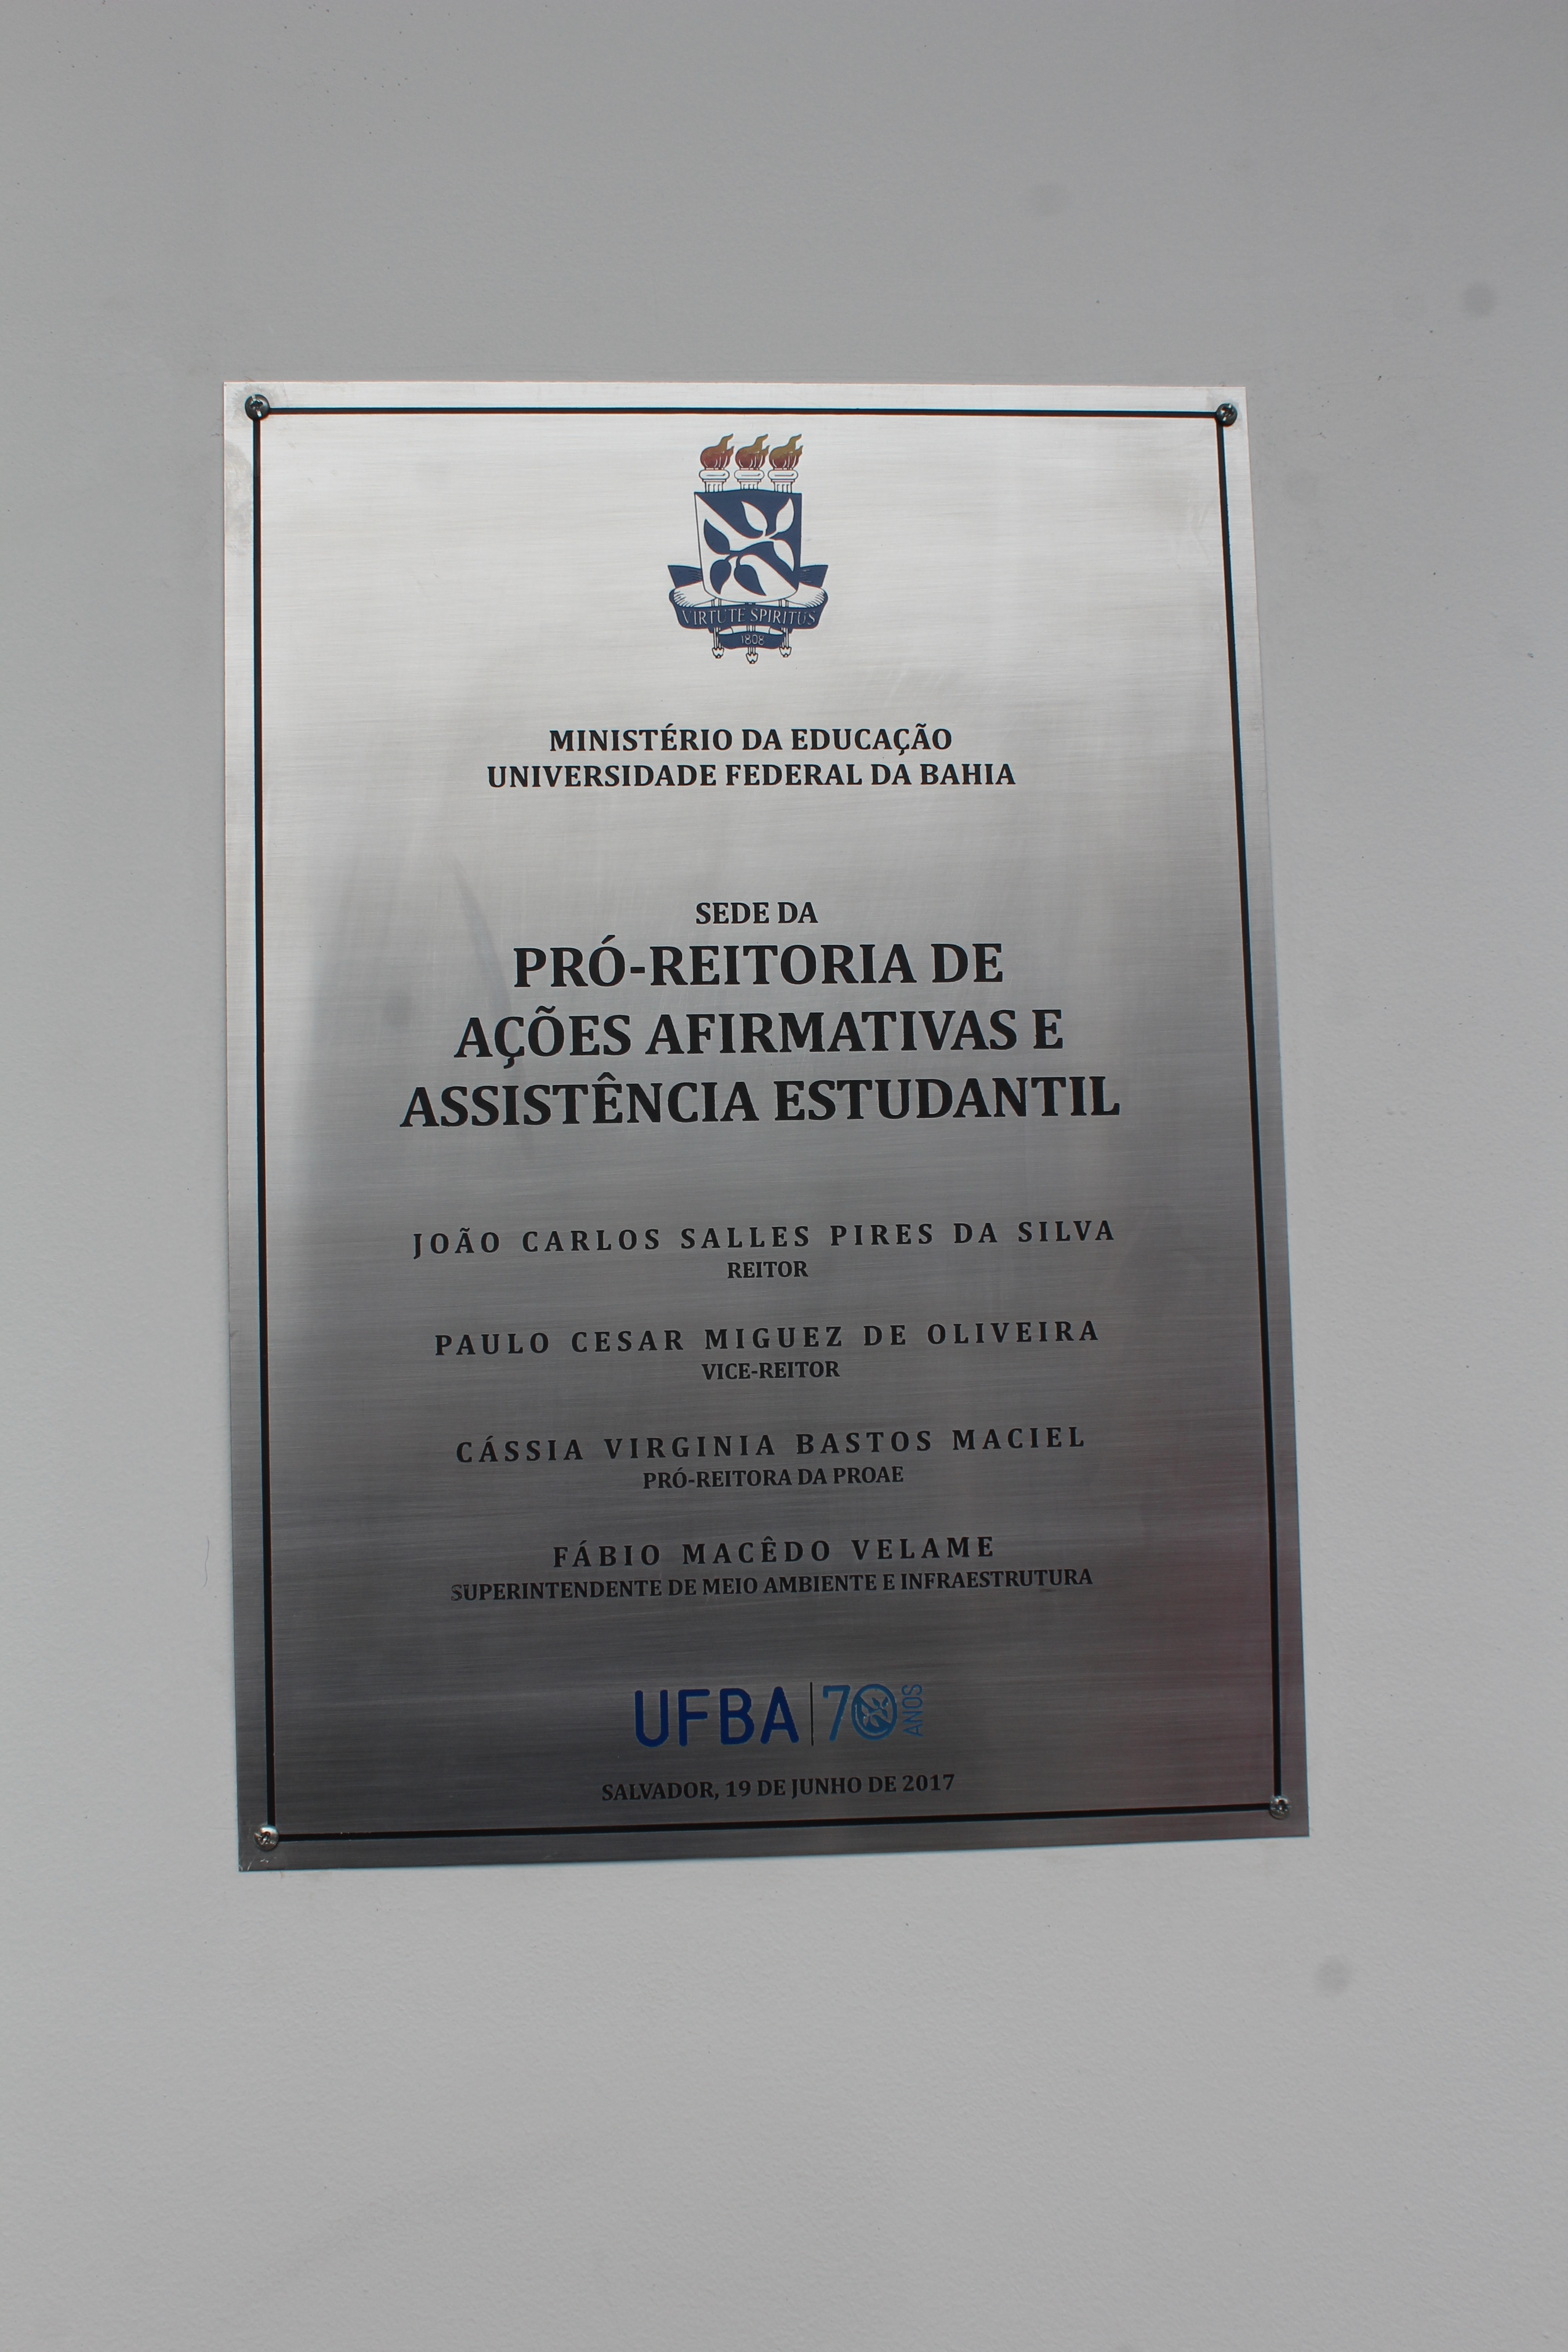 VIRTUTE SPIRITUS
1808
MINISTÉRIO DA EDUCAÇÃO
UNIVERSIDADE FEDERAL DA BAHIA
SEDE DA
PRÓ-REITORIA DE
AÇÕES AFIRMATIVAS E
ASSISTÊNCIA ESTUDANTIL
JOÃO CARLOS SALLES PIRES DA SILVA
REITOR
PAULO CESAR MIGUEZ DE OLIVEIRA
VICE-REITOR
CÁSSIA VIRGINIA BASTOS MACIEL
PRÓ-REITORA DA PROAE
FÁBIO MACÊDO VELAME
SUPERINTENDENTE DE MEIO AMBIENTE E INFRAESTRUTURA
UFBA 70 ANOS
SALVADOR, 19 DE JUNHO DE 2017